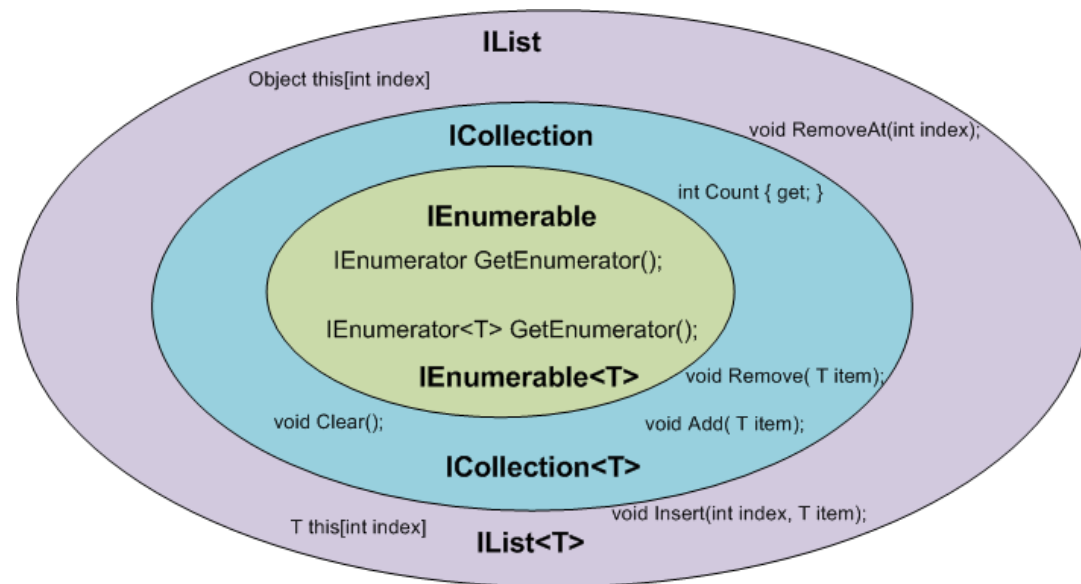 IList
Object this[int index]
ICollection
void RemoveAt(int index);
int Count { get; }
IEnumerable
IEnumerator GetEnumerator();
IEnumerator<T> GetEnumerator();
IEnumerable<T>
void Remove( T item);
void Clear();
void Add( T item);
ICollection<T>
void Insert(int index, T item);
T this[int index]
IList<T>